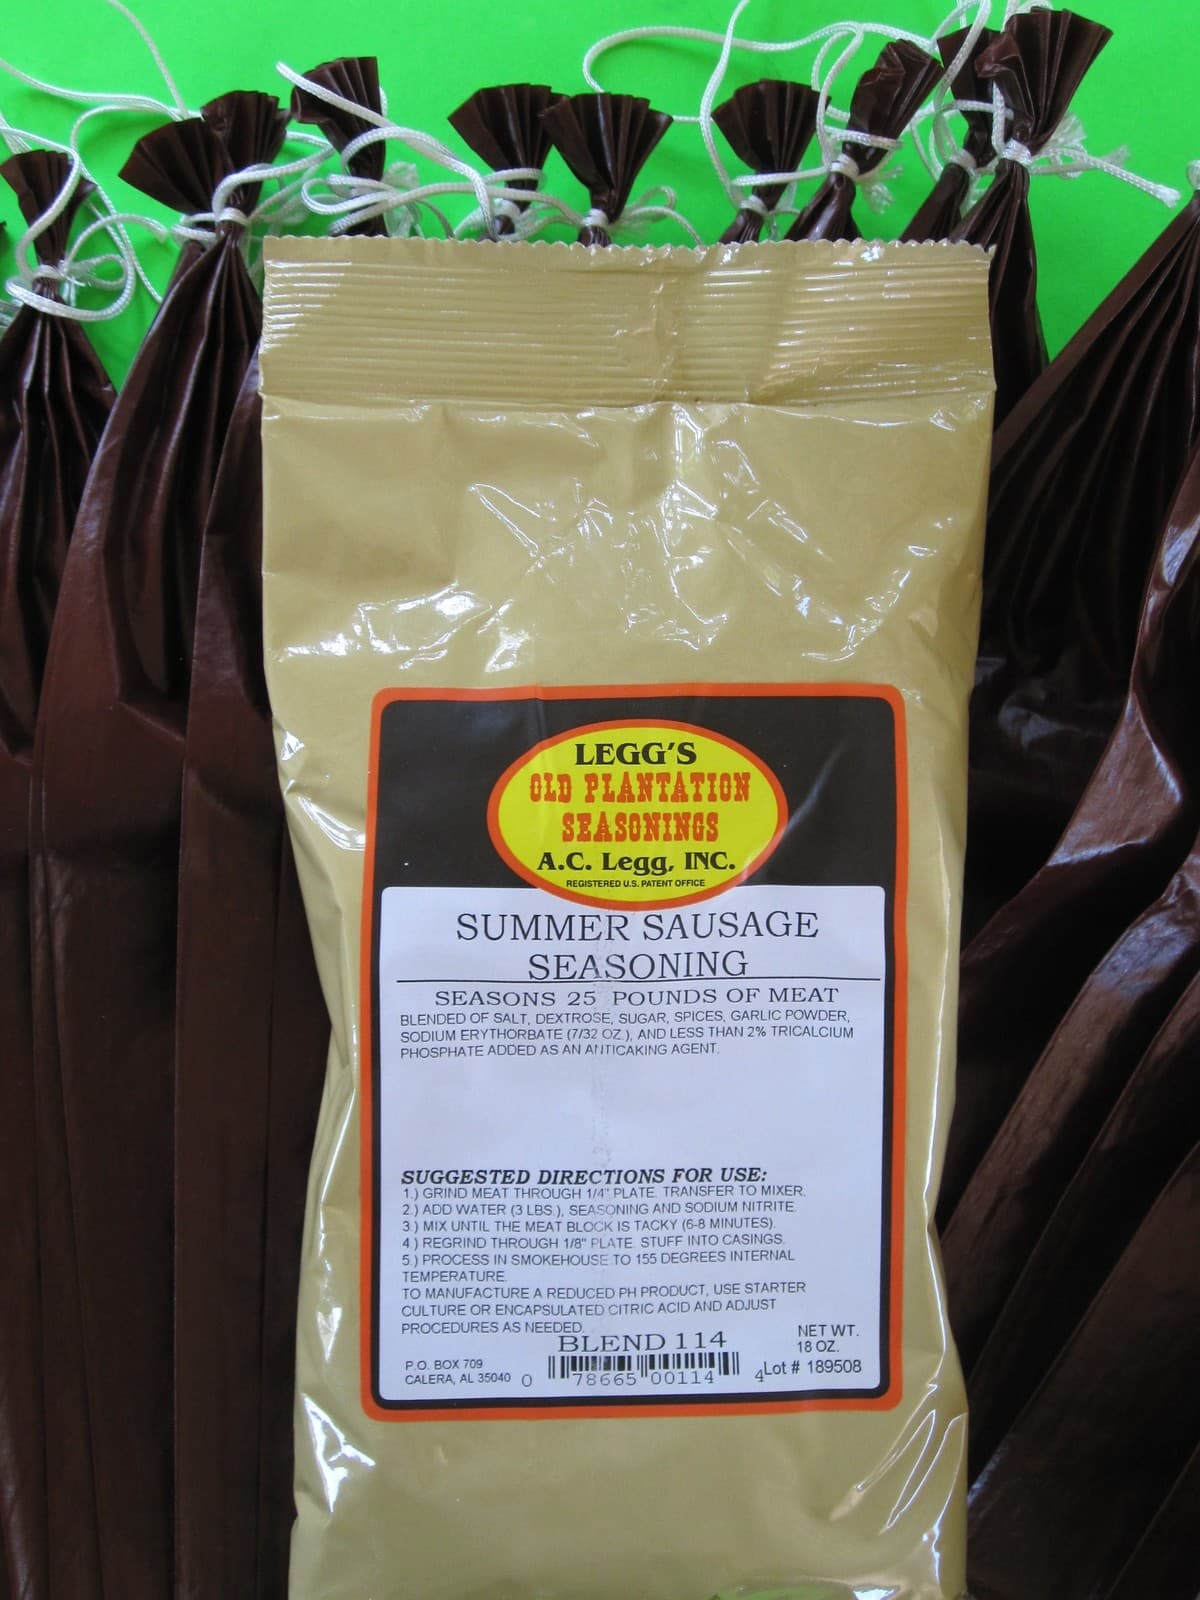 LEGG'S
OLD PLANTATION
SEASONINGS
A.C. Legg, INC.
REGISTERED U.S. PATENT OFFICE
SUMMER SAUSAGE
SEASONING
SEASONS 25 POUNDS OF MEAT
BLENDED OF SALT, DEXTROSE, SUGAR, SPICES, GARLIC POWDER,
SODIUM ERYTHORBATE (7/32 OZ.), AND LESS THAN 2% TRICALCIUM
PHOSPHATE ADDED AS AN ANTICAKING AGENT.
SUGGESTED DIRECTIONS FOR USE:
1.) GRIND MEAT THROUGH 1/4" PLATE. TRANSFER TO MIXER.
2.) ADD WATER (3 LBS.), SEASONING AND SODIUM NITRITE.
3.) MIX UNTIL THE MEAT BLOCK IS TACKY (6-8 MINUTES).
4.) REGRIND THROUGH 1/8" PLATE. STUFF INTO CASINGS.
5.) PROCESS IN SMOKEHOUSE TO 155 DEGREES INTERNAL
TEMPERATURE.
TO MANUFACTURE A REDUCED PH PRODUCT, USE STARTER
CULTURE OR ENCAPSULATED CITRIC ACID AND ADJUST
PROCEDURES AS NEEDED.
BLEND 114
NET WT.
18 OZ.
P.O. BOX 709
CALERA, AL 35040
0 78665 00114 4
Lot # 189508